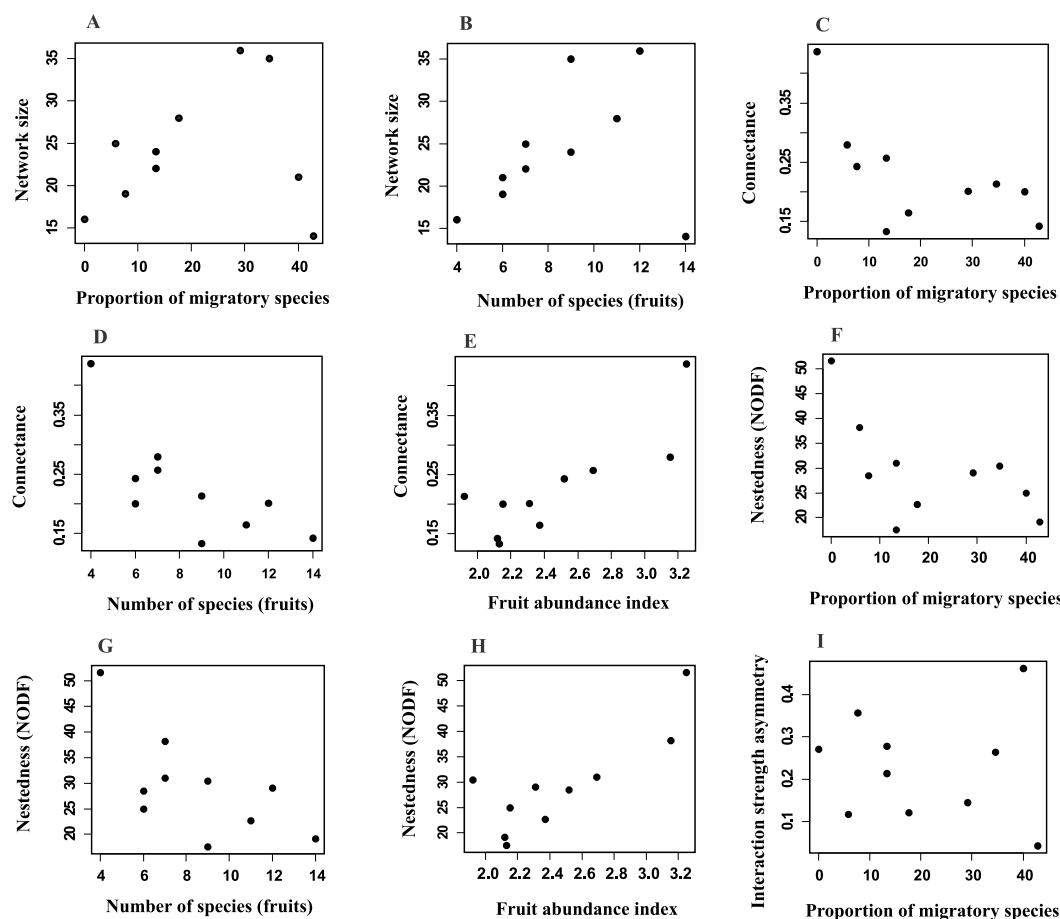 A
Network size
35
30
25
20
15
0 10 20 30 40
Proportion of migratory species
B
Network size
35
30
25
20
15
4 6 8 10 12 14
Number of species (fruits)
C
Connectance
0.35
0.25
0.15
0 10 20 30 40
Proportion of migratory species
D
Connectance
0.35
0.25
0.15
4 6 8 10 12 14
Number of species (fruits)
E
Connectance
0.35
0.25
0.15
2.0 2.2 2.4 2.6 2.8 3.0 3.2
Fruit abundance index
F
Nestedness (NODF)
50
45
40
35
30
25
20
0 10 20 30 40
Proportion of migratory species
G
Nestedness (NODF)
50
45
40
35
30
25
20
4 6 8 10 12 14
Number of species (fruits)
H
Nestedness (NODF)
50
45
40
35
30
25
20
2.0 2.2 2.4 2.6 2.8 3.0 3.2
Fruit abundance index
I
Interaction strength asymmetry
0.4
0.3
0.2
0.1
0 10 20 30 40
Proportion of migratory species